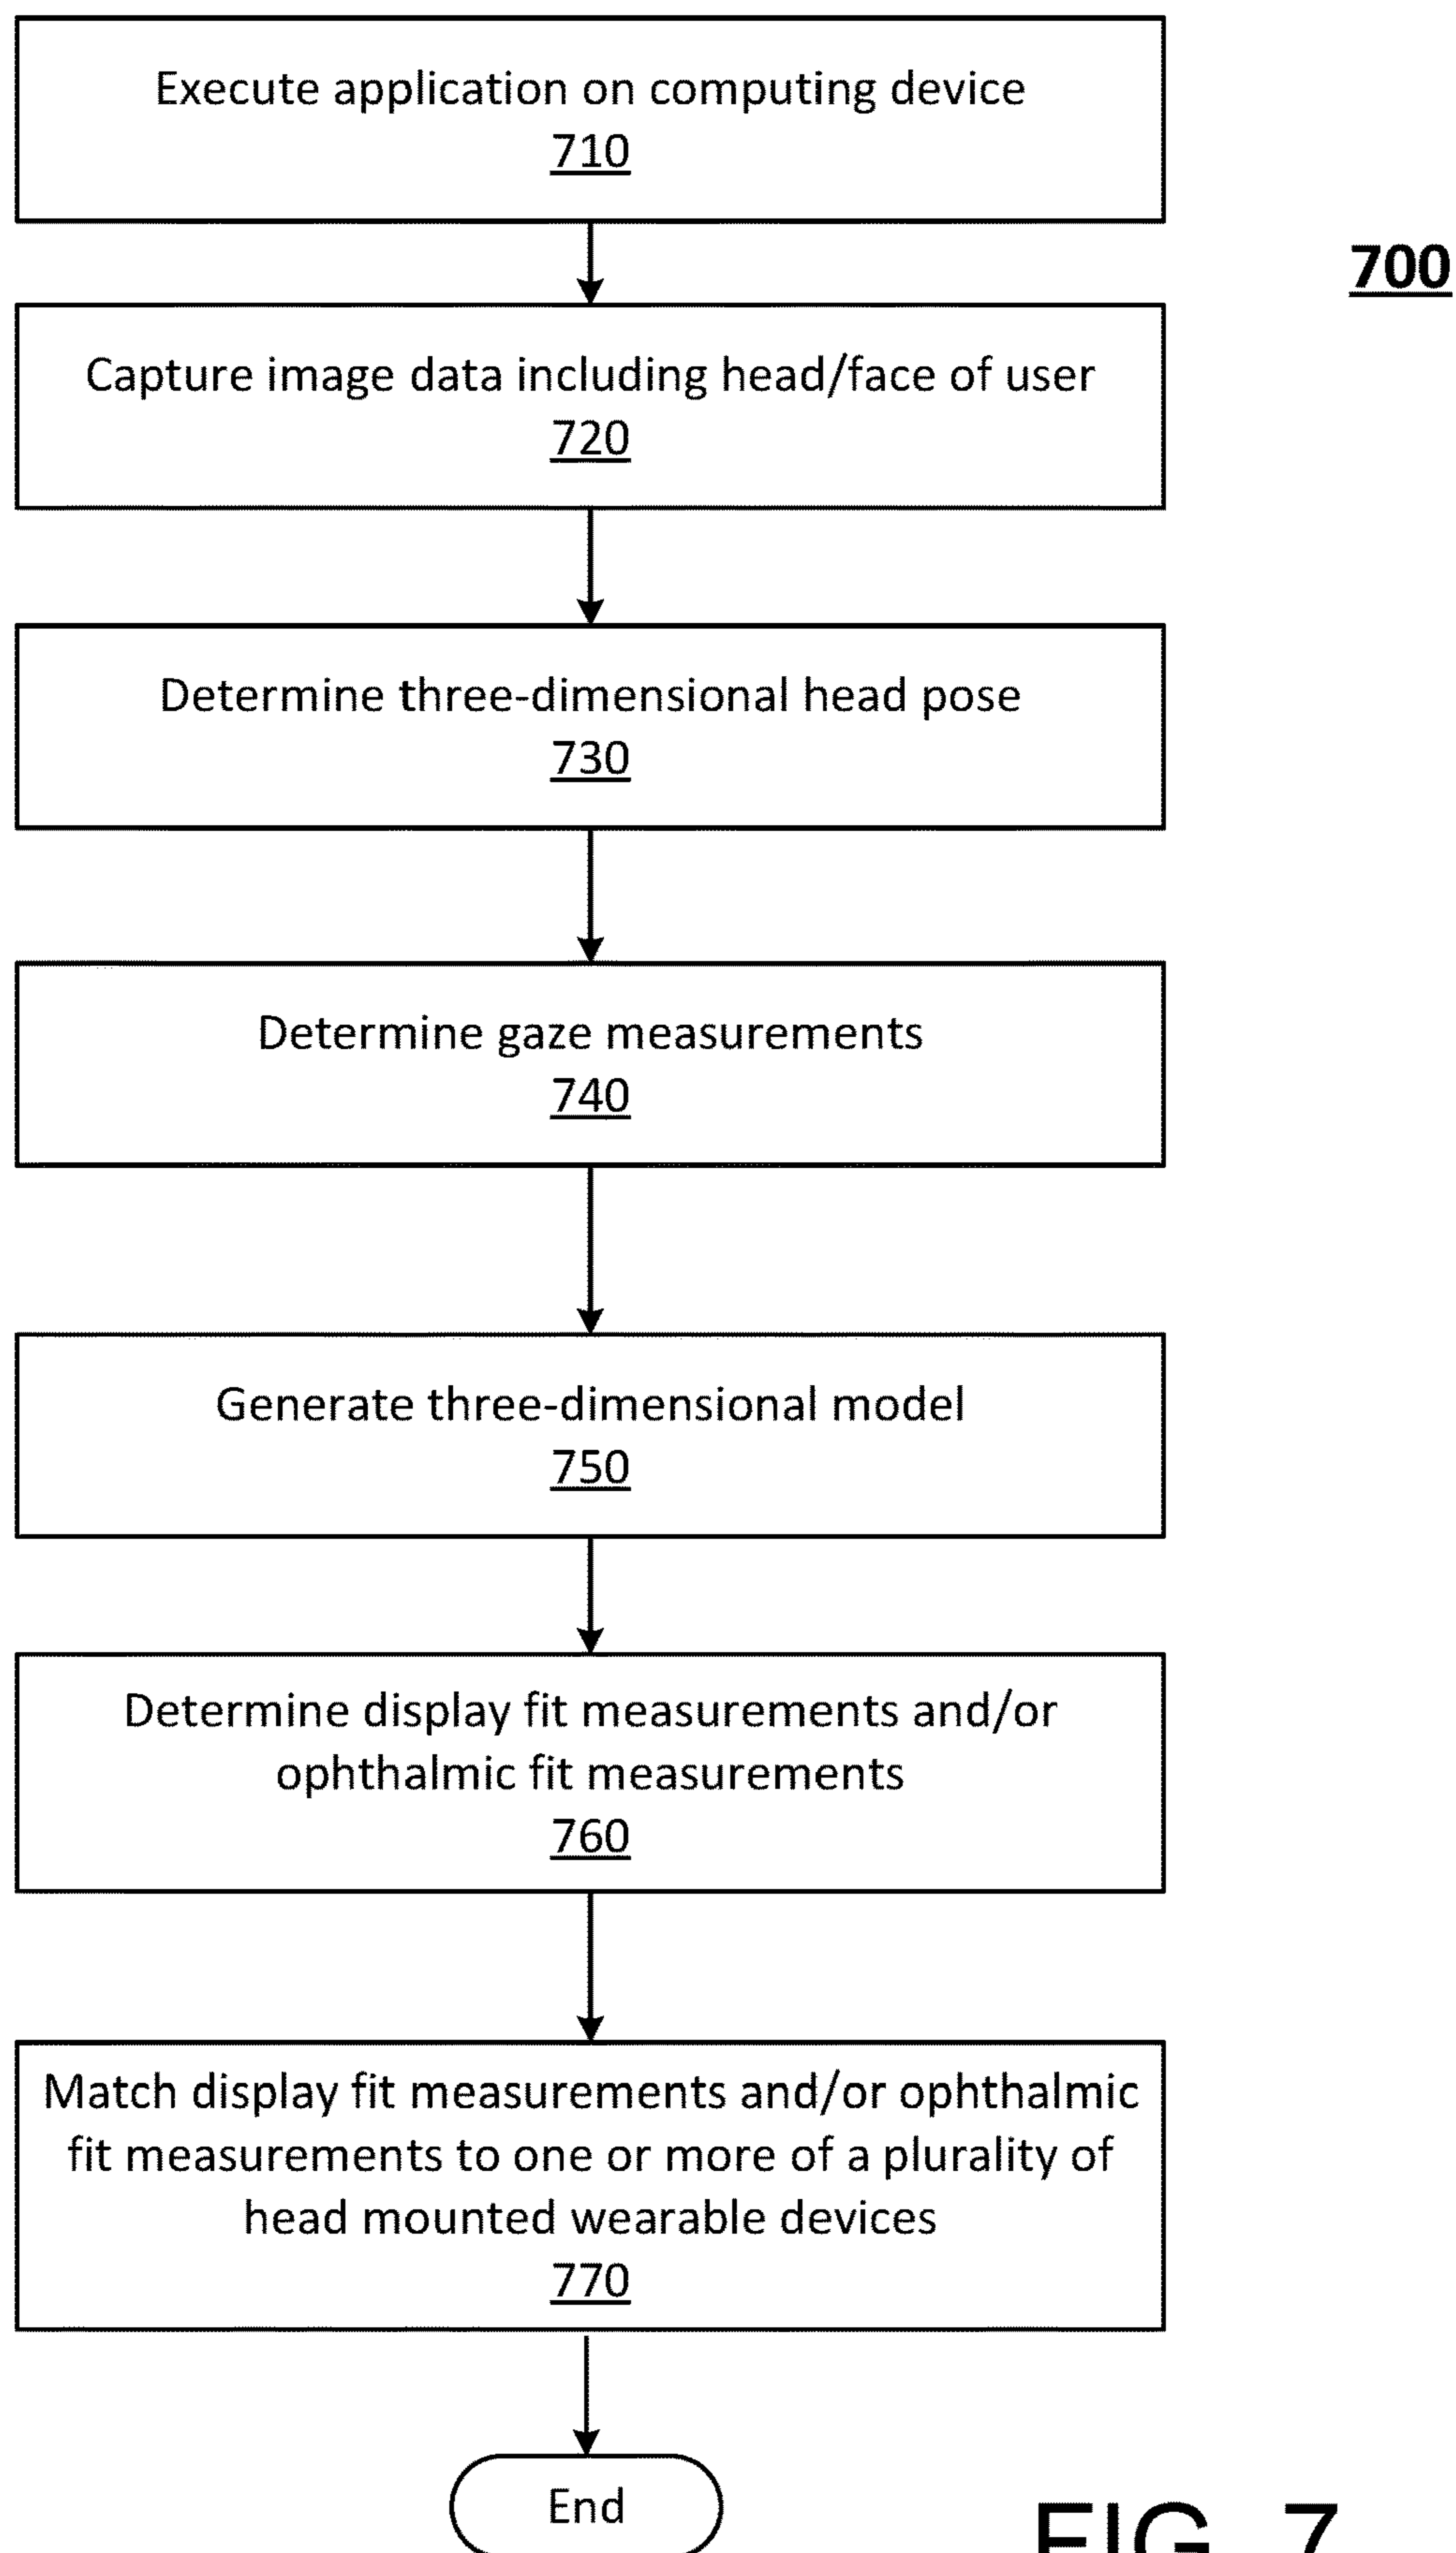 Execute application on computing device
710
700
Capture image data including head/face of user
720
Determine three-dimensional head pose
730
Determine gaze measurements
740
Generate three-dimensional model
750
Determine display fit measurements and/or
ophthalmic fit measurements
760
Match display fit measurements and/or ophthalmic
fit measurements to one or more of a plurality of
head mounted wearable devices
770
End
FIG. 7